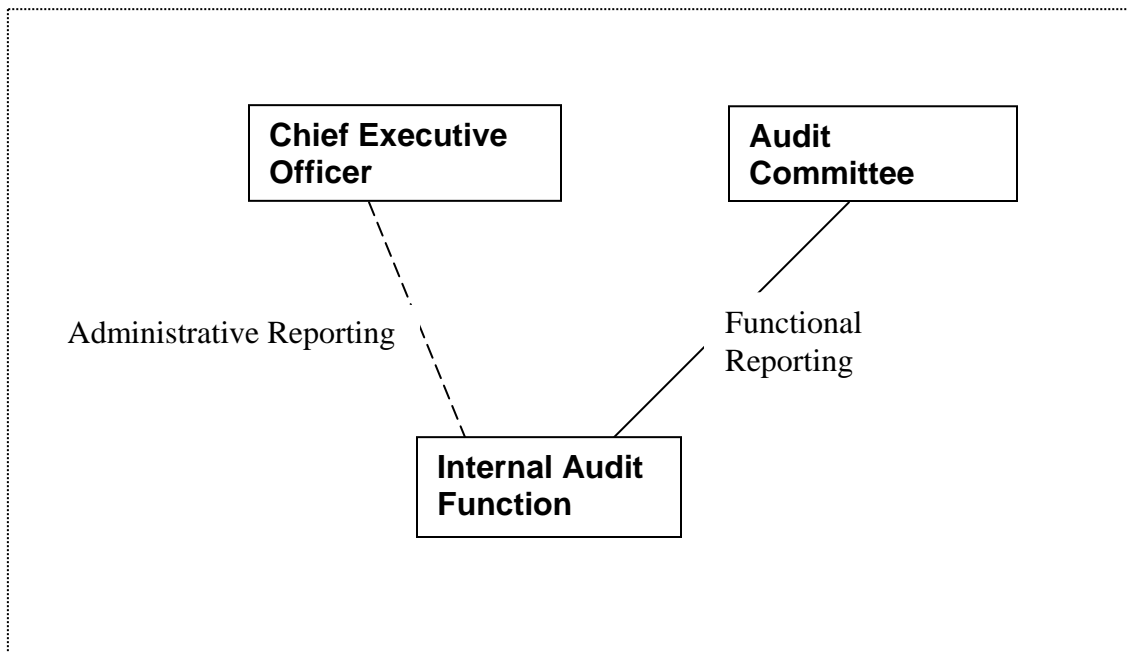 Chief Executive
Officer
Audit
Committee
Administrative Reporting
Functional
Reporting
Internal Audit
Function